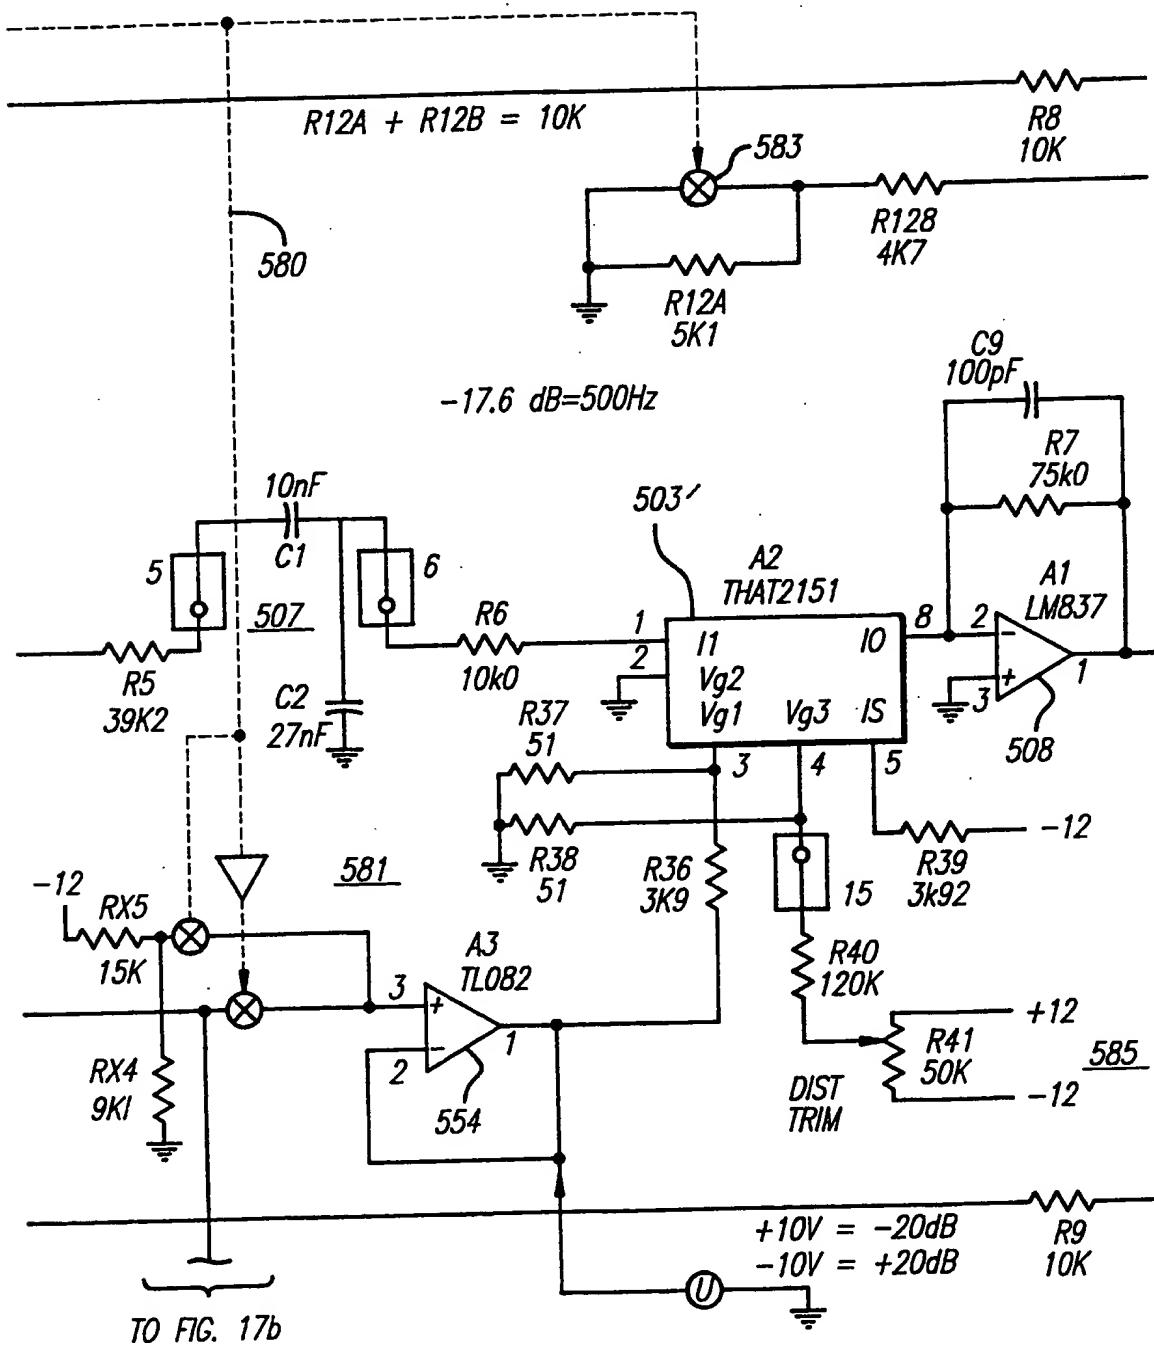 R12A + R12B = 10K
R8
10K
583
R128
4K7
580
R12A
5K1
C9
100pF
-17.6 dB=500Hz
R7
75k0
10nF
503'
C1
5
6
A2
THAT2151
A1
LM837
507
R6
10k0
1
I1
IO
8
2
-
1
2
Vg2
+
3
R5
39K2
C2
27nF
Vg1
Vg3
IS
508
R37
51
3
4
5
-12
R38
51
R36
3K9
R39
3k92
581
15
-12
RX5
15K
A3
TL082
R40
120K
3
+
1
-
2
+12
R41
50K
585
-12
RX4
9K1
554
DIST
TRIM
+10V = -20dB
-10V = +20dB
R9
10K
U
TO FIG. 17b